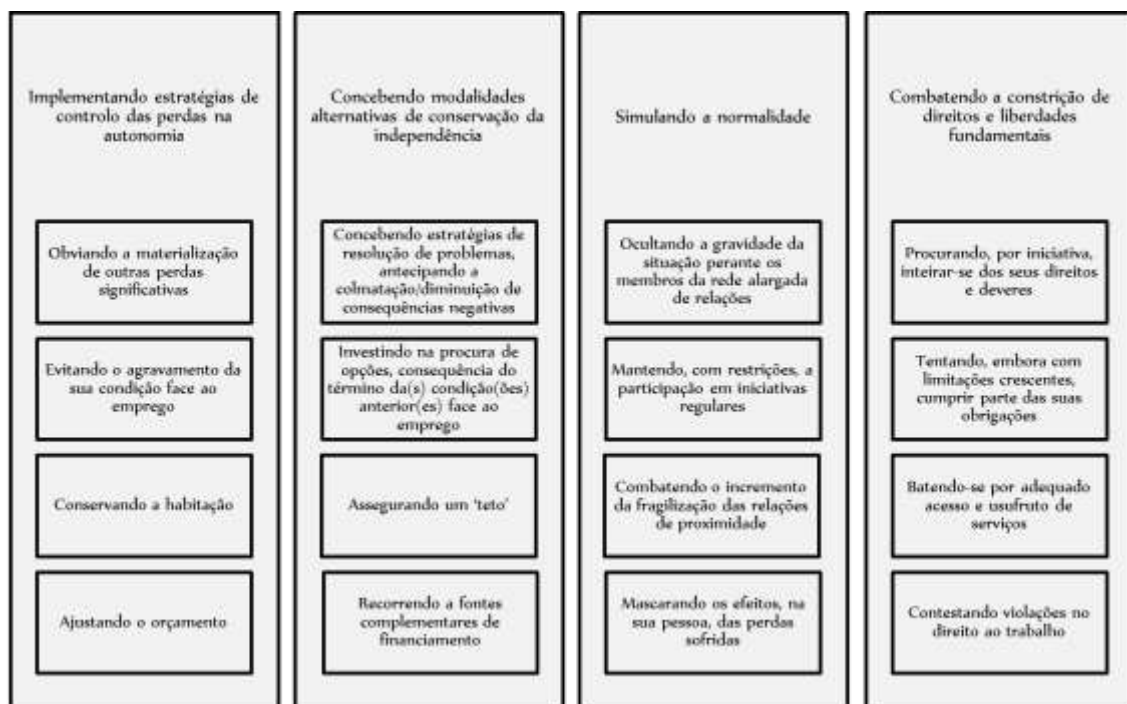 Implementando estratégias de
controlo das perdas na
autonomia
Obviando a materialização
de outras perdas
significativas
Evitando o agravamento da
sua condição face ao
emprego
Conservando a habitação
Ajustando o orçamento
Concebendo modalidades
alternativas de conservação da
independência
Concebendo estratégias de
resolução de problemas,
antecipando a
colmatação/diminuição de
consequências negativas
Investindo na procura de
opções, consequência do
término da(s) condição(ões)
anterior(es) face ao
emprego
Assegurando um 'teto'
Recorrendo a fontes
complementares de
financiamento
Simulando a normalidade
Ocultando a gravidade da
situação perante os
membros da rede alargada
de relações
Mantendo, com restrições, a
participação em iniciativas
regulares
Combatendo o incremento
da fragilização das relações
de proximidade
Mascarando os efeitos, na
sua pessoa, das perdas
sofridas
Combatendo a constrição de
direitos e liberdades
fundamentais
Procurando, por iniciativa,
inteirar-se dos seus direitos
e deveres
Tentando, embora com
limitações crescentes,
cumprir parte das suas
obrigações
Batendo-se por adequado
acesso e usufruto de
serviços
Contestando violações no
direito ao trabalho